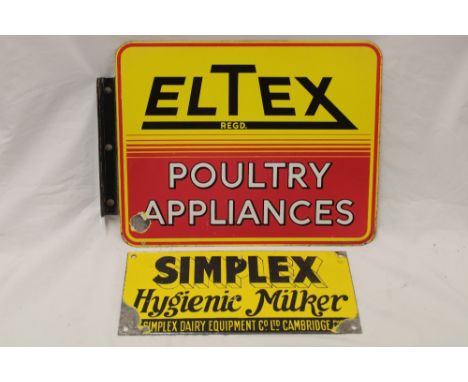 ELTEX
REGD.
POULTRY
APPLIANCES
SIMPLEX
Hygienic Milker
SIMPLEX DAIRY EQUIPMENT CO LTD CAMBRIDGE